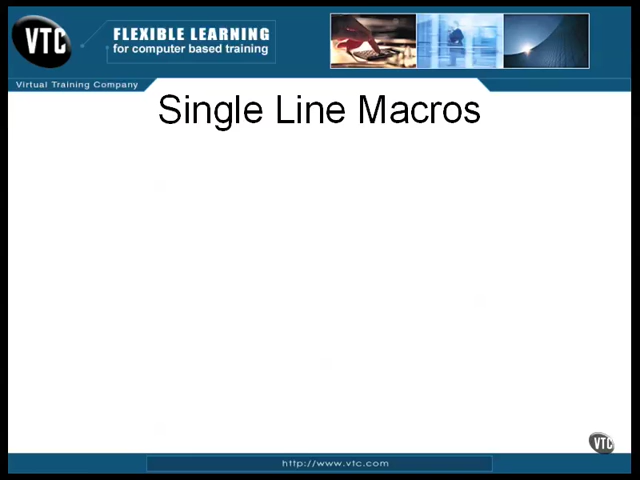 VTC
FLEXIBLE LEARNING
for computer based training
Virtual Training Company
Single Line Macros
VTC
http://www.vtc.com